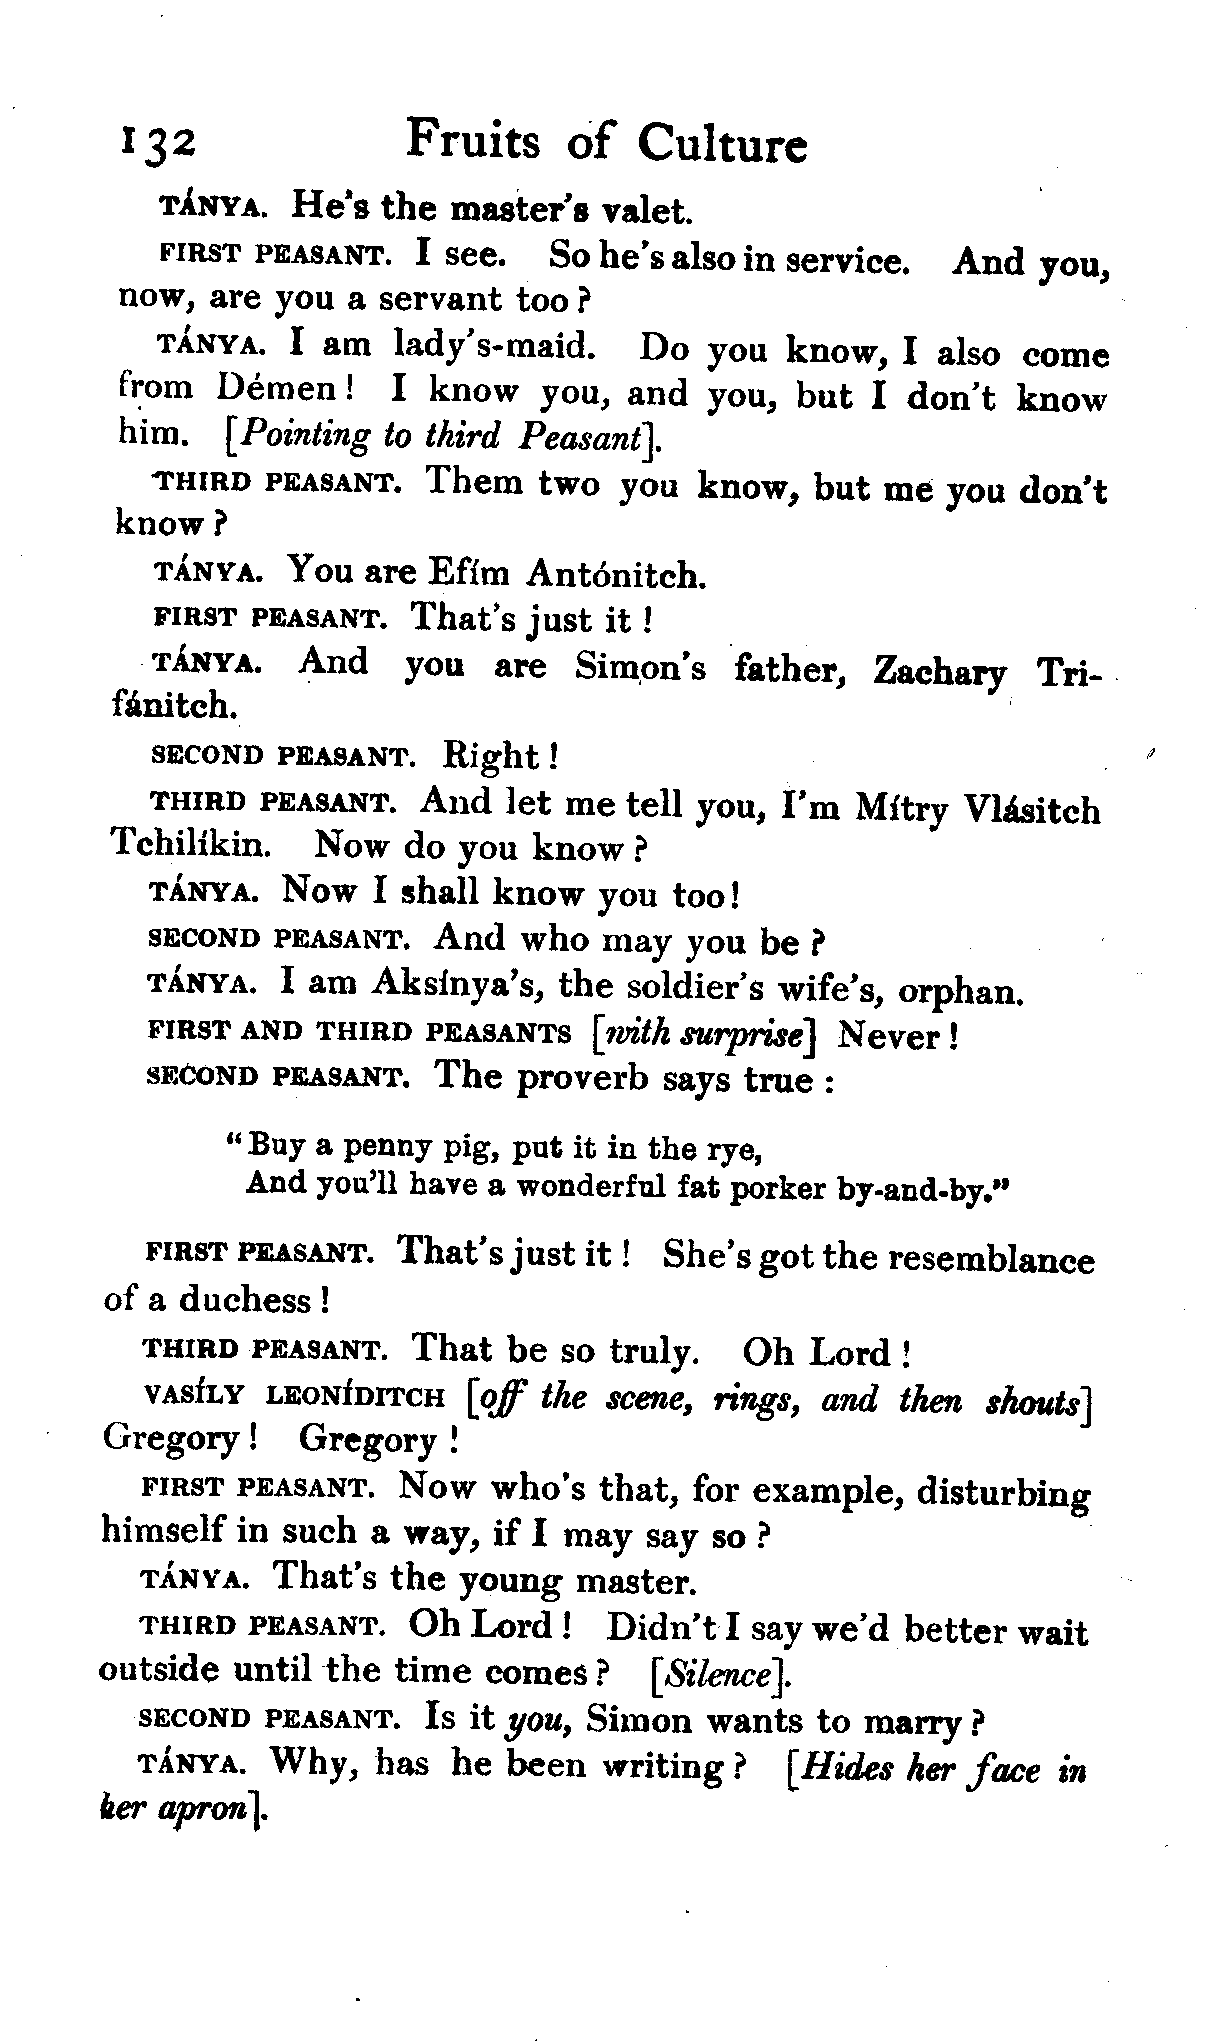 132 Fruits of Culture
TÁNYA. He's the master's valet.
FIRST PEASANT. I see. So he's also in service. And you,
now, are you a servant too?
TÁNYA. I am lady's-maid. Do you know, I also come
from Démen! I know you, and you, but I don't know
him. [Pointing to third Peasant].
THIRD PEASANT. Them two you know, but me you don't
know?
TÁNYA. You are Efím Antónitch.
FIRST PEASANT. That's just it!
TÁNYA. And you are Simon's father, Zachary Tri-
fánitch.
SECOND PEASANT. Right!
THIRD PEASANT. And let me tell you, I'm Mítry Vlásitch
Tchilíkin. Now do you know?
TÁNYA. Now I shall know you too!
SECOND PEASANT. And who may you be?
TÁNYA. I am Aksínya's, the soldier's wife's, orphan.
FIRST AND THIRD PEASANTS [with surprise] Never!
SECOND PEASANT. The proverb says true:
"Buy a penny pig, put it in the rye,
And you'll have a wonderful fat porker by-and-by."
FIRST PEASANT. That's just it! She's got the resemblance
of a duchess!
THIRD PEASANT. That be so truly. Oh Lord!
VASÍLY LEONÍDITCH [off the scene, rings, and then shouts]
Gregory! Gregory!
FIRST PEASANT. Now who's that, for example, disturbing
himself in such a way, if I may say so?
TÁNYA. That's the young master.
THIRD PEASANT. Oh Lord! Didn't I say we'd better wait
outside until the time comes? [Silence].
SECOND PEASANT. Is it you, Simon wants to marry?
TÁNYA. Why, has he been writing? [Hides her face in
her apron].